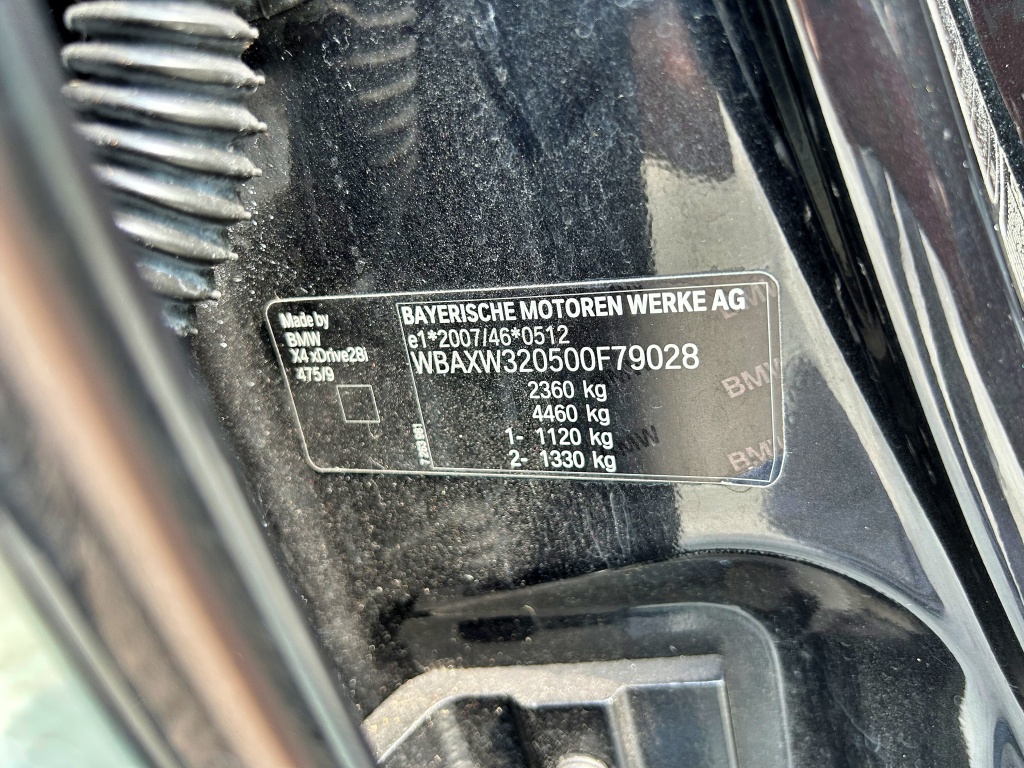 Made by
BMW
X4 xDrive28i
475/9
BAYERISCHE MOTOREN WERKE AG
e1*2007/46*0512
WBAXW320500F79028
2360 kg
4460 kg
1- 1120 kg
2- 1330 kg
BMW
BMW
BMW
BMW